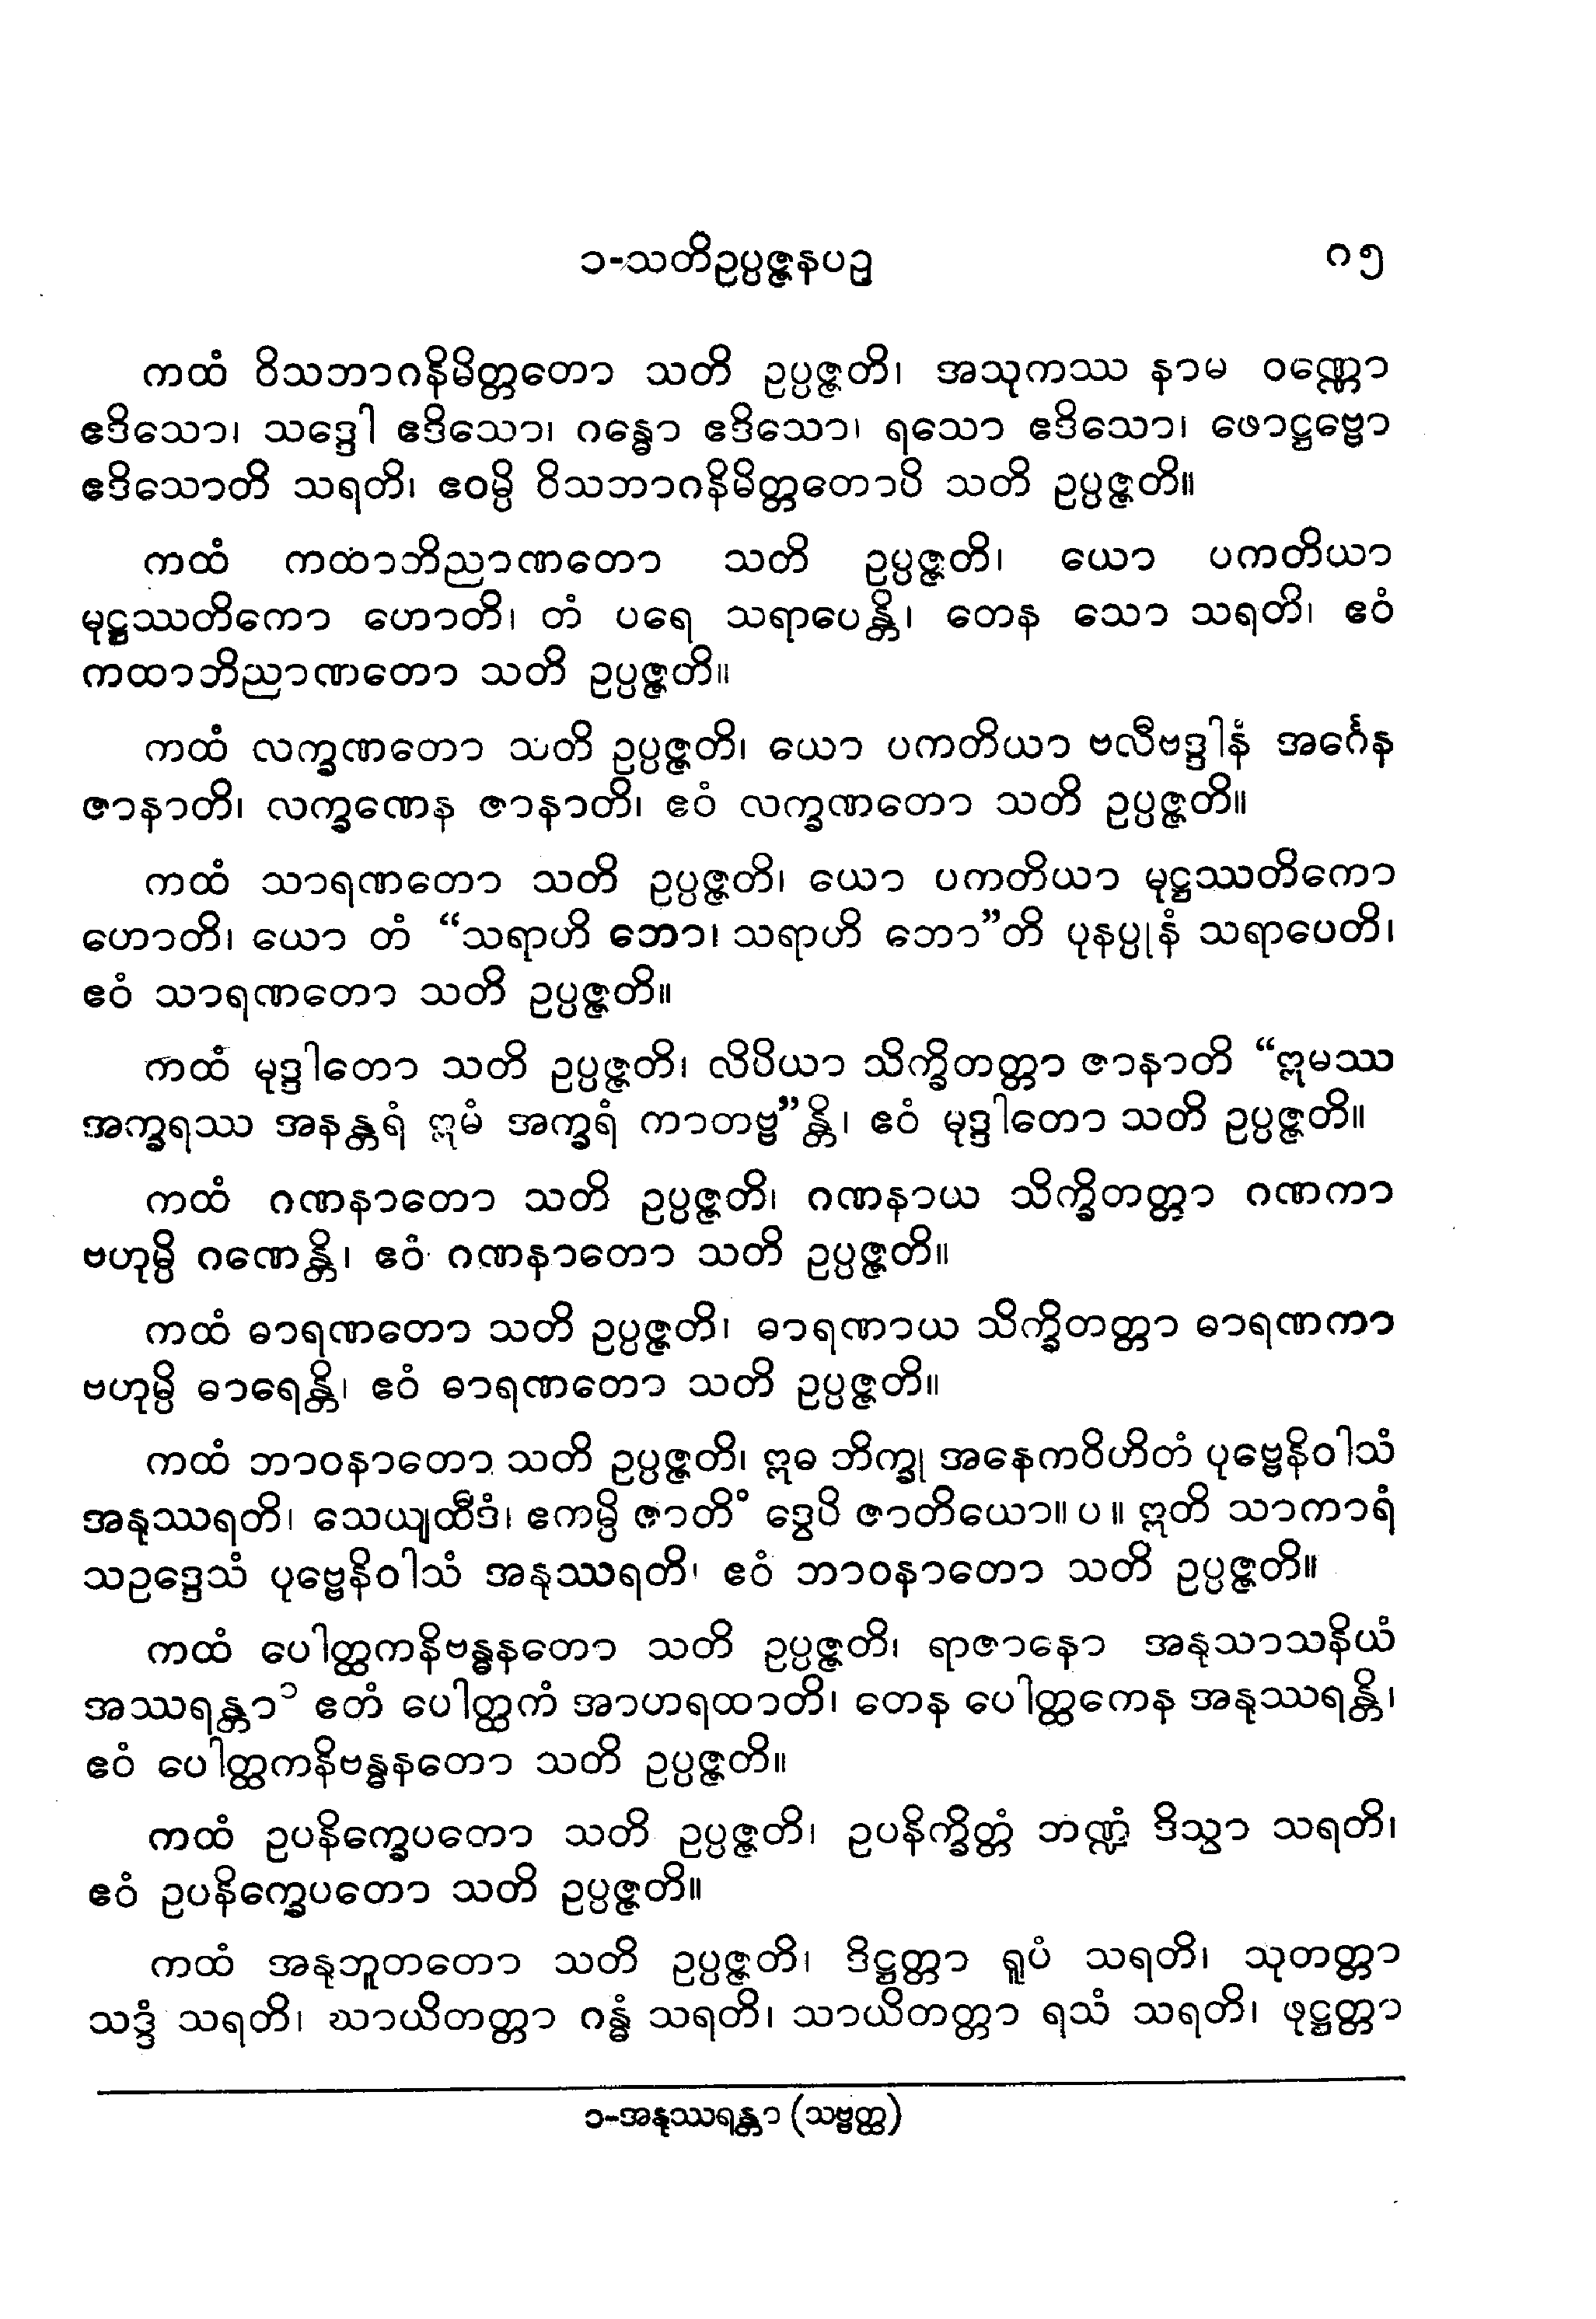 ၁-သတိဥပ္ပဇ္ဇနပဉှ ၈၅
ကထံ ဝိသဘာဂနိမိတ္တတော သတိ ဥပ္ပဇ္ဇတိ၊ အသုကဿ နာမ ဝဏ္ဏော
ဧဒိသော၊ သဒ္ဒေါ ဧဒိသော၊ ဂန္ဓော ဧဒိသော၊ ရသော ဧဒိသော၊ ဖောဋ္ဌဗ္ဗော
ဧဒိသောတိ သရတိ၊ ဧဝမ္ပိ ဝိသဘာဂနိမိတ္တတောပိ သတိ ဥပ္ပဇ္ဇတိ။
ကထံ ကထာဘိညာဏတော သတိ ဥပ္ပဇ္ဇတိ၊ ယော ပကတိယာ
မုဋ္ဌဿတိကော ဟောတိ၊ တံ ပရေ သရာပေန္တိ၊ တေန သော သရတိ၊ ဧဝံ
ကထာဘိညာဏတော သတိ ဥပ္ပဇ္ဇတိ။
ကထံ လက္ခဏတော သတိ ဥပ္ပဇ္ဇတိ၊ ယော ပကတိယာ ဗလီဗဒ္ဒါနံ အင်္ဂေန
ဇာနာတိ၊ လက္ခဏေန ဇာနာတိ၊ ဧဝံ လက္ခဏတော သတိ ဥပ္ပဇ္ဇတိ။
ကထံ သာရဏတော သတိ ဥပ္ပဇ္ဇတိ၊ ယော ပကတိယာ မုဋ္ဌဿတိကော
ဟောတိ၊ ယော တံ “သရာဟိ ဘော၊ သရာဟိ ဘော”တိ ပုနပ္ပုနံ သရာပေတိ၊
ဧဝံ သာရဏတော သတိ ဥပ္ပဇ္ဇတိ။
ကထံ မုဒ္ဒါတော သတိ ဥပ္ပဇ္ဇတိ၊ လိပိယာ သိက္ခိတတ္တာ ဇာနာတိ “ဣမဿ
အက္ခရဿ အနန္တရံ ဣမံ အက္ခရံ ကာတဗ္ဗ”န္တိ၊ ဧဝံ မုဒ္ဒါတော သတိ ဥပ္ပဇ္ဇတိ။
ကထံ ဂဏနာတော သတိ ဥပ္ပဇ္ဇတိ၊ ဂဏနာယ သိက္ခိတတ္တာ ဂဏကာ
ဗဟုမ္ပိ ဂဏေန္တိ၊ ဧဝံ ဂဏနာတော သတိ ဥပ္ပဇ္ဇတိ။
ကထံ ဓာရဏတော သတိ ဥပ္ပဇ္ဇတိ၊ ဓာရဏာယ သိက္ခိတတ္တာ ဓာရဏကာ
ဗဟုမ္ပိ ဓာရေန္တိ၊ ဧဝံ ဓာရဏတော သတိ ဥပ္ပဇ္ဇတိ။
ကထံ ဘာဝနာတော သတိ ဥပ္ပဇ္ဇတိ၊ ဣဓ ဘိက္ခု အနေကဝိဟိတံ ပုဗ္ဗေနိဝါသံ
အနုဿရတိ၊ သေယျထီဒံ၊ ဧကမ္ပိ ဇာတိံ ဒွေပိ ဇာတိယော။ ပ ။ ဣတိ သာကာရံ
သဥဒ္ဒေသံ ပုဗ္ဗေနိဝါသံ အနုဿရတိ၊ ဧဝံ ဘာဝနာတော သတိ ဥပ္ပဇ္ဇတိ။
ကထံ ပေါတ္ထကနိဗန္ဓနတော သတိ ဥပ္ပဇ္ဇတိ၊ ရာဇာနော အနုသာသနိယံ
အဿရန္တာ ၁ ဧတံ ပေါတ္ထကံ အာဟရထာတိ၊ တေန ပေါတ္ထကေန အနုဿရန္တိ၊
ဧဝံ ပေါတ္ထကနိဗန္ဓနတော သတိ ဥပ္ပဇ္ဇတိ။
ကထံ ဥပနိက္ခေပတော သတိ ဥပ္ပဇ္ဇတိ၊ ဥပနိက္ခိတ္တံ ဘဏ္ဍံ ဒိသွာ သရတိ၊
ဧဝံ ဥပနိက္ခေပတော သတိ ဥပ္ပဇ္ဇတိ။
ကထံ အနုဘူတတော သတိ ဥပ္ပဇ္ဇတိ၊ ဒိဋ္ဌတ္တာ ရူပံ သရတိ၊ သုတတ္တာ
သဒ္ဒံ သရတိ၊ ဃာယိတတ္တာ ဂန္ဓံ သရတိ၊ သာယိတတ္တာ ရသံ သရတိ၊ ဖုဋ္ဌတ္တာ
၁-အနုဿရန္တာ (သဗ္ဗတ္ထ)